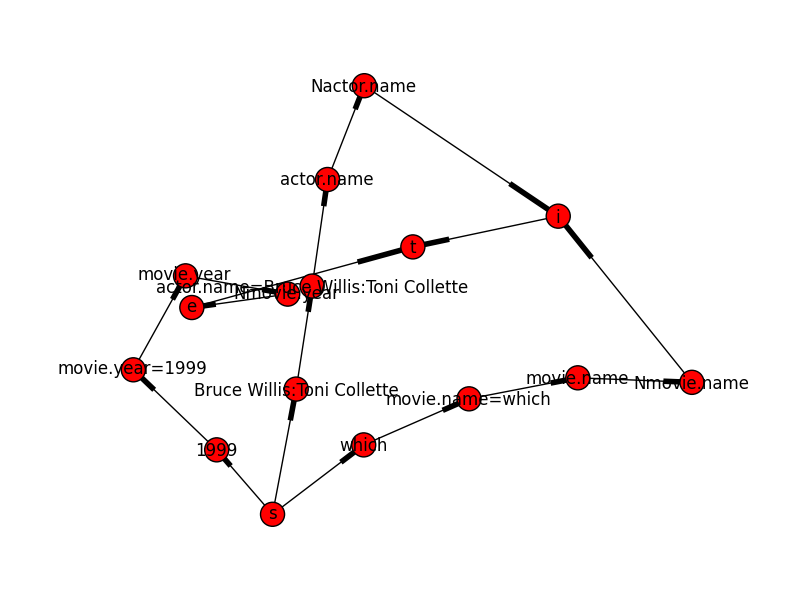 Nactor.name
actor.name
i
t
movie.year
actor.name=Bruce Willis:Toni Collette
Nmovie.year
e
movie.year=1999
movie.name
Nmovie.name
Bruce Willis:Toni Collette
movie.name=which
which
1999
s